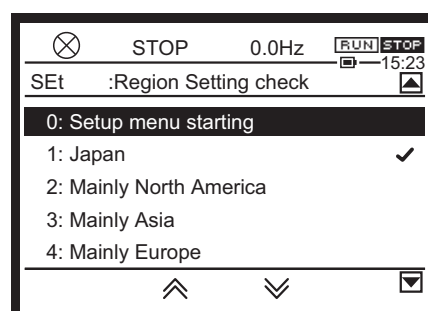 STOP 0.0Hz RUN STOP
15:23
SEt :Region Setting check
0: Setup menu starting
1: Japan
2: Mainly North America
3: Mainly Asia
4: Mainly Europe